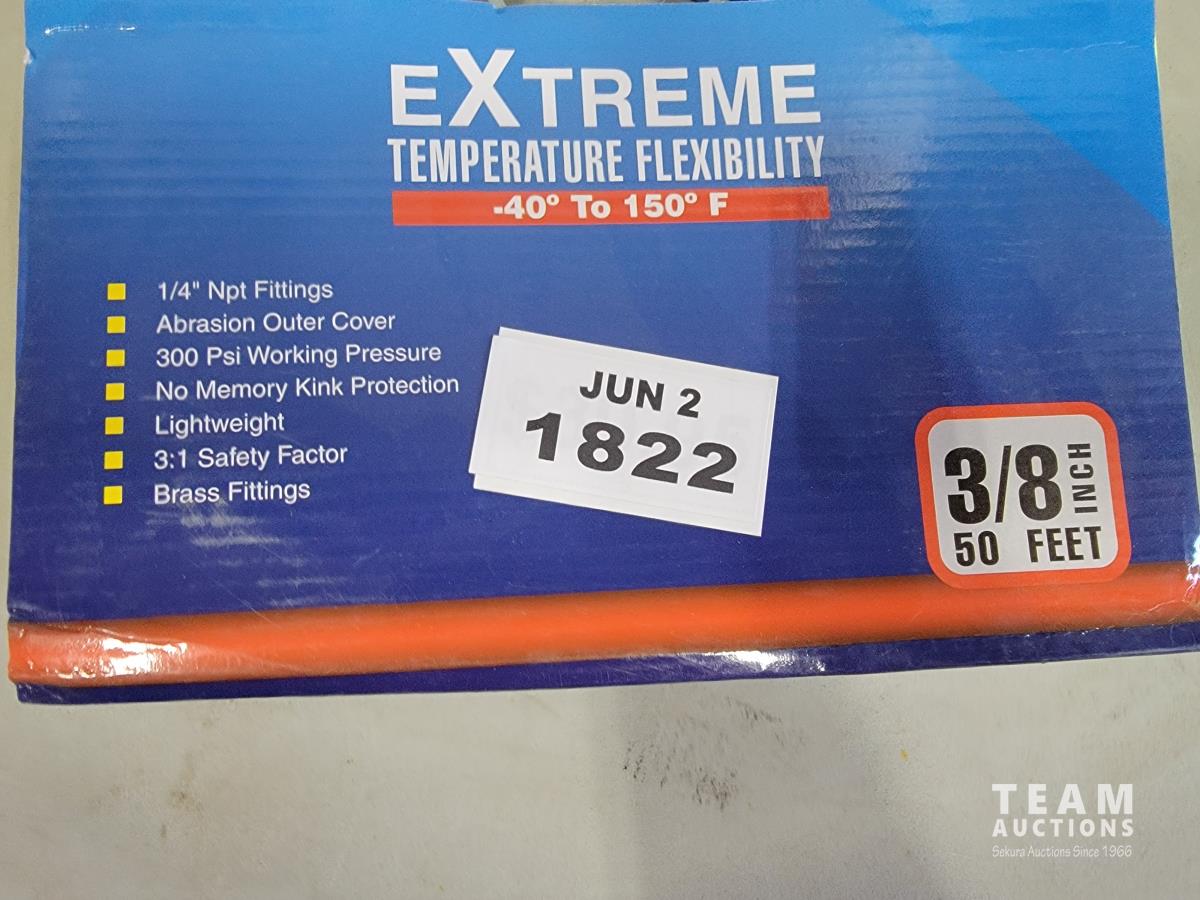 EXTREME
TEMPERATURE FLEXIBILITY
-40° To 150° F
1/4" Npt Fittings
Abrasion Outer Cover
300 Psi Working Pressure
No Memory Kink Protection
Lightweight
3:1 Safety Factor
Brass Fittings
JUN 2
1822
3/8 INCH
50 FEET
TEAM
AUCTIONS
Sekura Auctions Since 1966